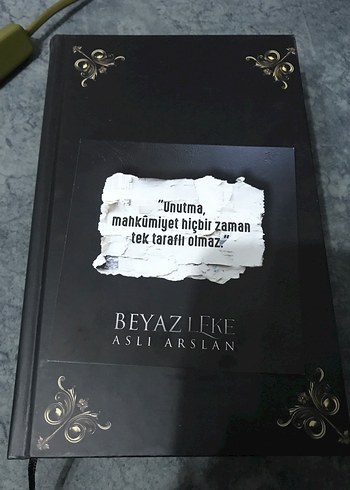 "Unutma,
mahkûmiyet hiçbir zaman
tek taraflı olmaz."
BEYAZ LEKE
ASLI ARSLAN